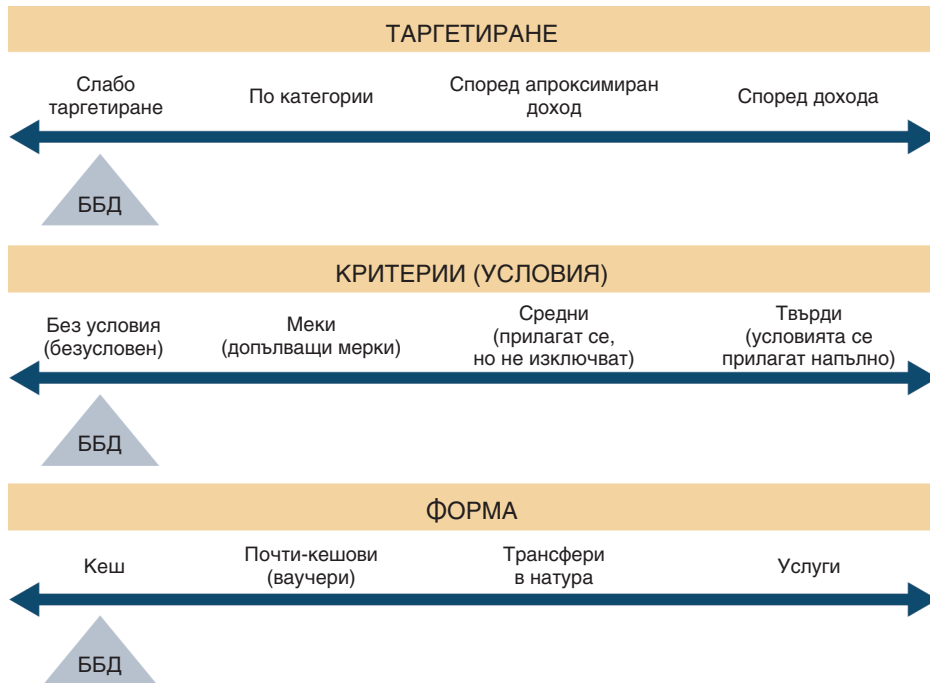 ТАРГЕТИРАНЕ
Слабо
таргетиране
По категории
Според апроксимиран
доход
Според дохода
ББД
КРИТЕРИИ (УСЛОВИЯ)
Без условия
(безусловен)
Меки
(допълващи мерки)
Средни
(прилагат се,
но не изключват)
Твърди
(условията се
прилагат напълно)
ББД
ФОРМА
Кеш
Почти-кешови
(ваучери)
Трансфери
в натура
Услуги
ББД